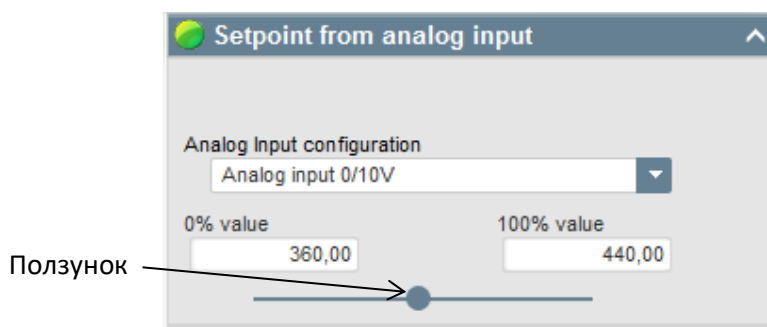 Setpoint from analog input
Analog Input configuration
Analog input 0/10V
0% value 100% value
360,00 440,00
Ползунок